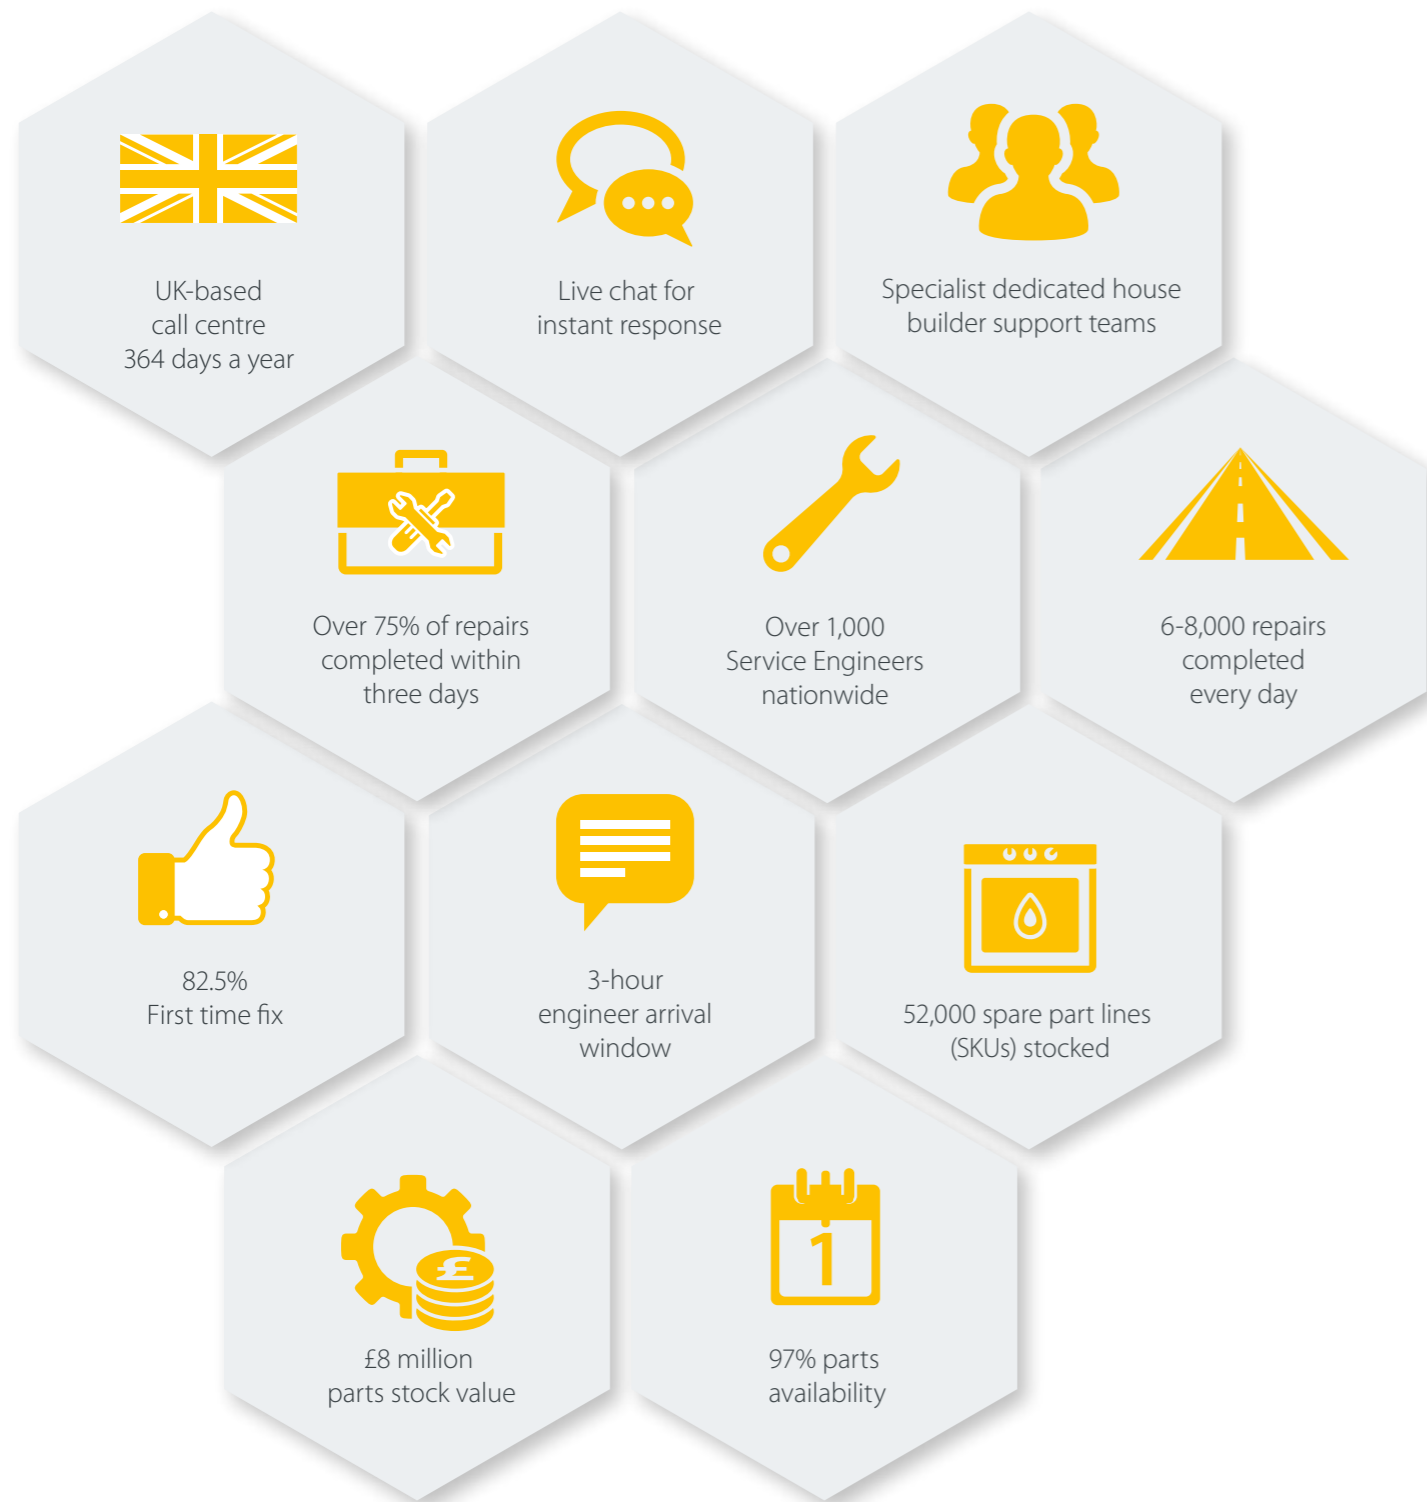 UK-based
call centre
364 days a year
Live chat for
instant response
Specialist dedicated house
builder support teams
Over 75% of repairs
completed within
three days
Over 1,000
Service Engineers
nationwide
6-8,000 repairs
completed
every day
82.5%
First time fix
3-hour
engineer arrival
window
52,000 spare part lines
(SKUs) stocked
£
£8 million
parts stock value
1
97% parts
availability